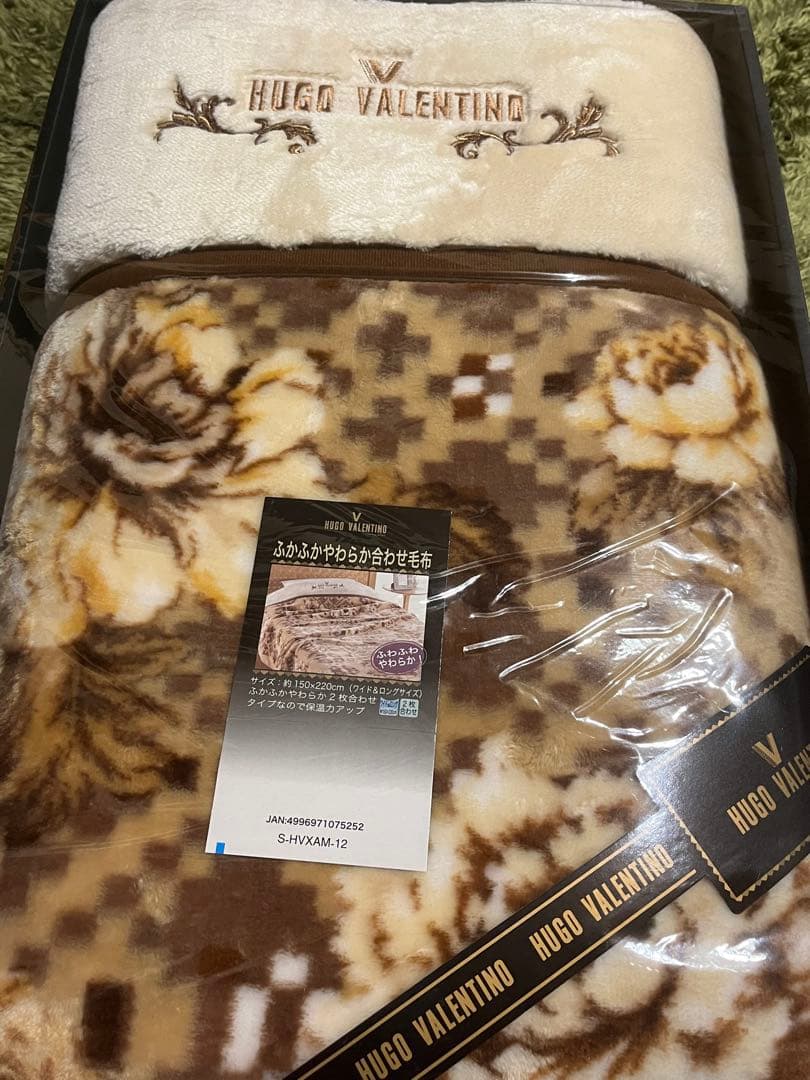 HUGO VALENTINO
HUGO VALENTINO
ふかふかやわらか合わせ毛布
ふわふわ
やわらか!
サイズ：約150×220cm（ワイド&ロングサイズ）
ふかふかやわらか2枚合わせ
タイプなので保温力アップ
2枚
合わせ
JAN:4996971075252
S-HVXAM-12
HUGO VALENTIN
HUGO VALENTINO
HUGO VALENTINO